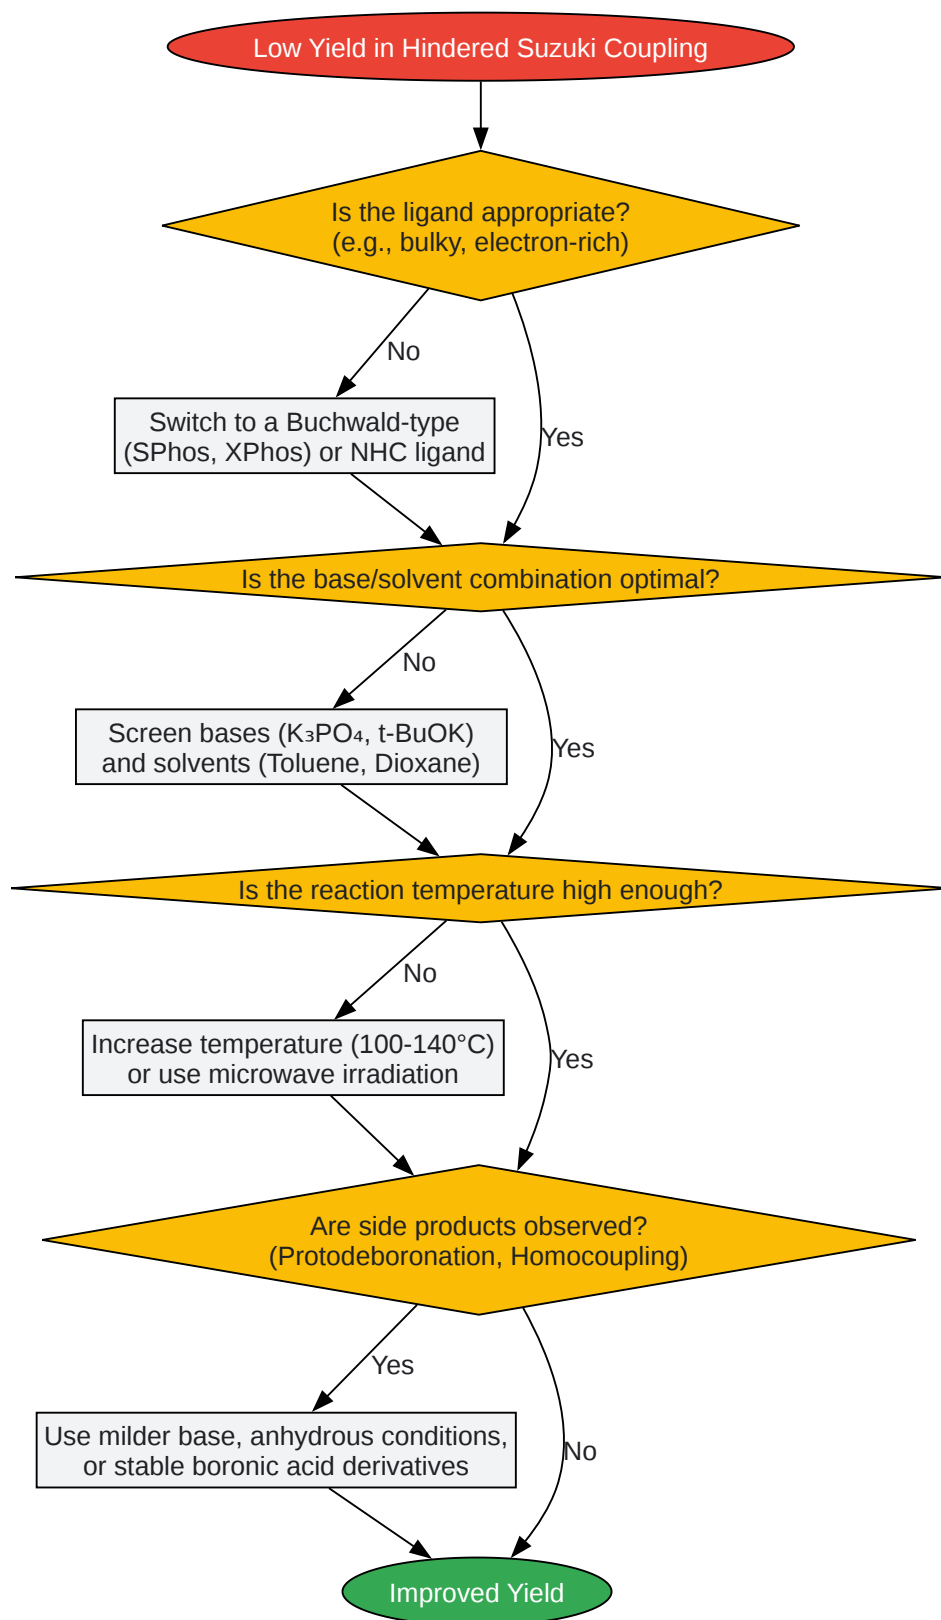 Low Yield in Hindered Suzuki Coupling
Is the ligand appropriate?
(e.g., bulky, electron-rich)
No
Yes
Switch to a Buchwald-type
(SPhos, XPhos) or NHC ligand
Is the base/solvent combination optimal?
No
Yes
Screen bases (K₃PO₄, t-BuOK)
and solvents (Toluene, Dioxane)
Is the reaction temperature high enough?
No
Yes
Increase temperature (100-140°C)
or use microwave irradiation
Are side products observed?
(Protodeboronation, Homocoupling)
Yes
No
Use milder base, anhydrous conditions,
or stable boronic acid derivatives
Improved Yield